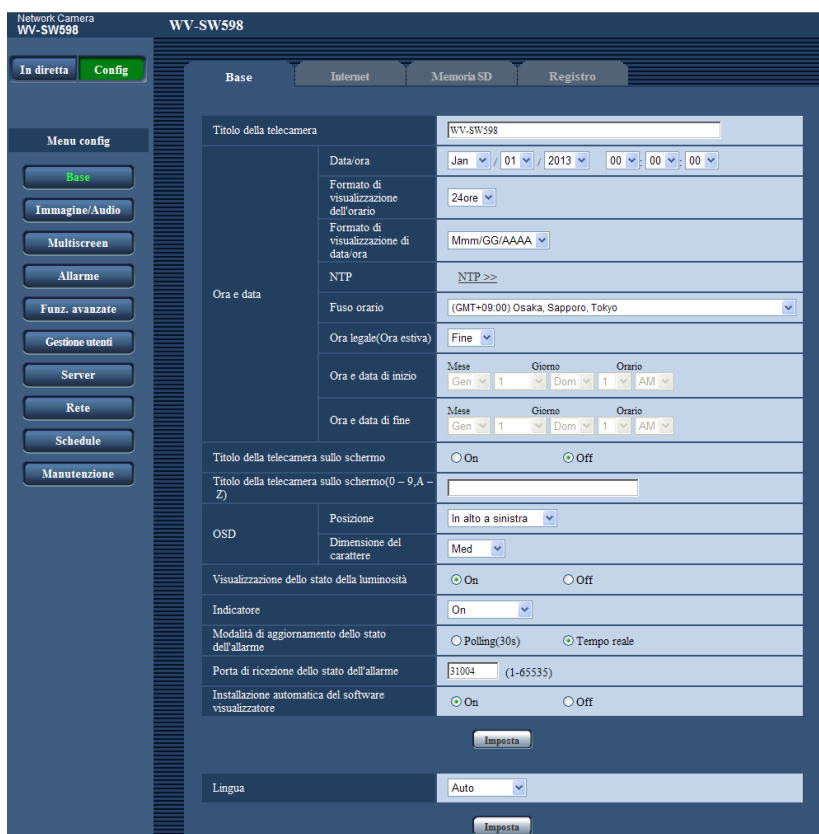 Network Camera
WV-SW598
WV-SW598
In diretta
Config
Menu config
Base
Immagine/Audio
Multiscreen
Allarme
Funz. avanzate
Gestione utenti
Server
Rete
Schedule
Manutenzione
Base
Internet
Memoria SD
Registro
Titolo della telecamera
WV-SW598
Ora e data
Data/ora
Jan / 01 / 2013 00 : 00 : 00
Formato di
visualizzazione
dell'orario
24ore
Formato di
visualizzazione di
data/ora
Mmm/GG/AAAA
NTP
NTP >>
Fuso orario
(GMT+09:00) Osaka, Sapporo, Tokyo
Ora legale(Ora estiva)
Fine
Ora e data di inizio
Mese Giorno Orario
Gen 1 Dom 1 AM
Ora e data di fine
Mese Giorno Orario
Gen 1 Dom 1 AM
Titolo della telecamera sullo schermo
On Off
Titolo della telecamera sullo schermo(0 – 9,A –
Z)
OSD
Posizione
In alto a sinistra
Dimensione del
carattere
Med
Visualizzazione dello stato della luminosità
On Off
Indicatore
On
Modalità di aggiornamento dello stato
dell'allarme
Polling(30s) Tempo reale
Porta di ricezione dello stato dell'allarme
31004 (1-65535)
Installazione automatica del software
visualizzatore
On Off
Imposta
Lingua
Auto
Imposta